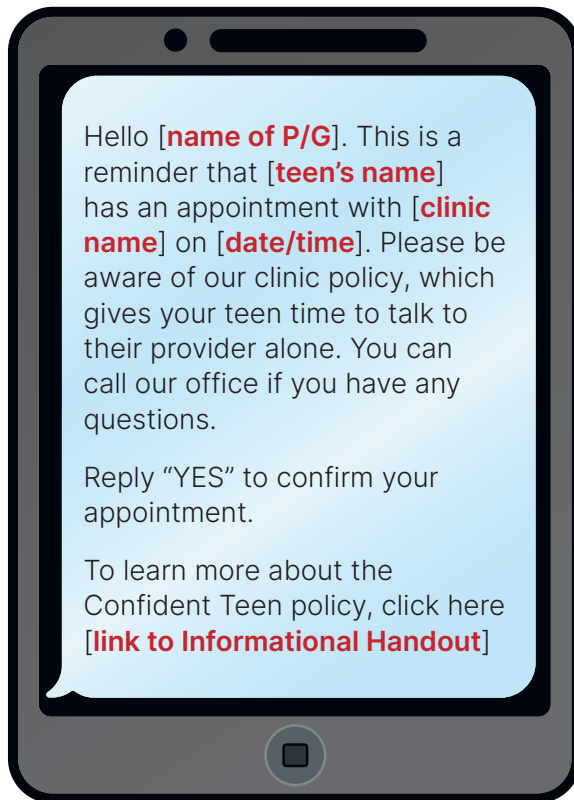 Hello [name of P/G]. This is a
reminder that [teen’s name]
has an appointment with [clinic
name] on [date/time]. Please be
aware of our clinic policy, which
gives your teen time to talk to
their provider alone. You can
call our office if you have any
questions.
Reply “YES” to confirm your
appointment.
To learn more about the
Confident Teen policy, click here
[link to Informational Handout]